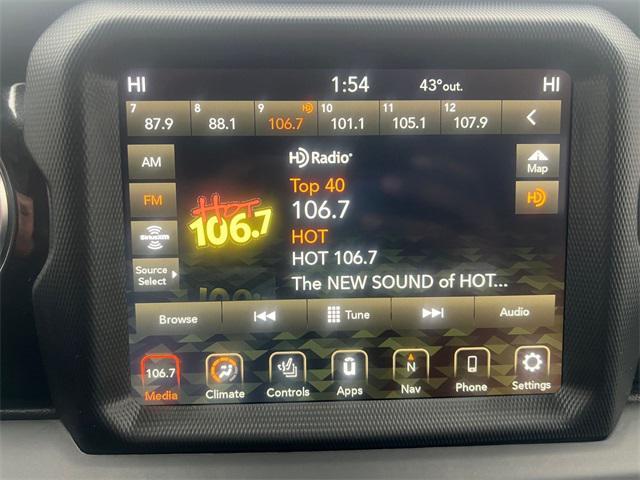 HI 1:54 43°out. HI
7 8 9 HD 10 11 12
87.9 88.1 106.7 101.1 105.1 107.9
AM
FM
SiriusXM
Source Select
HOT
106.7
HD Radio
Top 40
106.7
HOT
HOT 106.7
The NEW SOUND of HOT...
Map
HD
Browse Tune Audio
106.7 N
Media Climate Controls Apps Nav Phone Settings